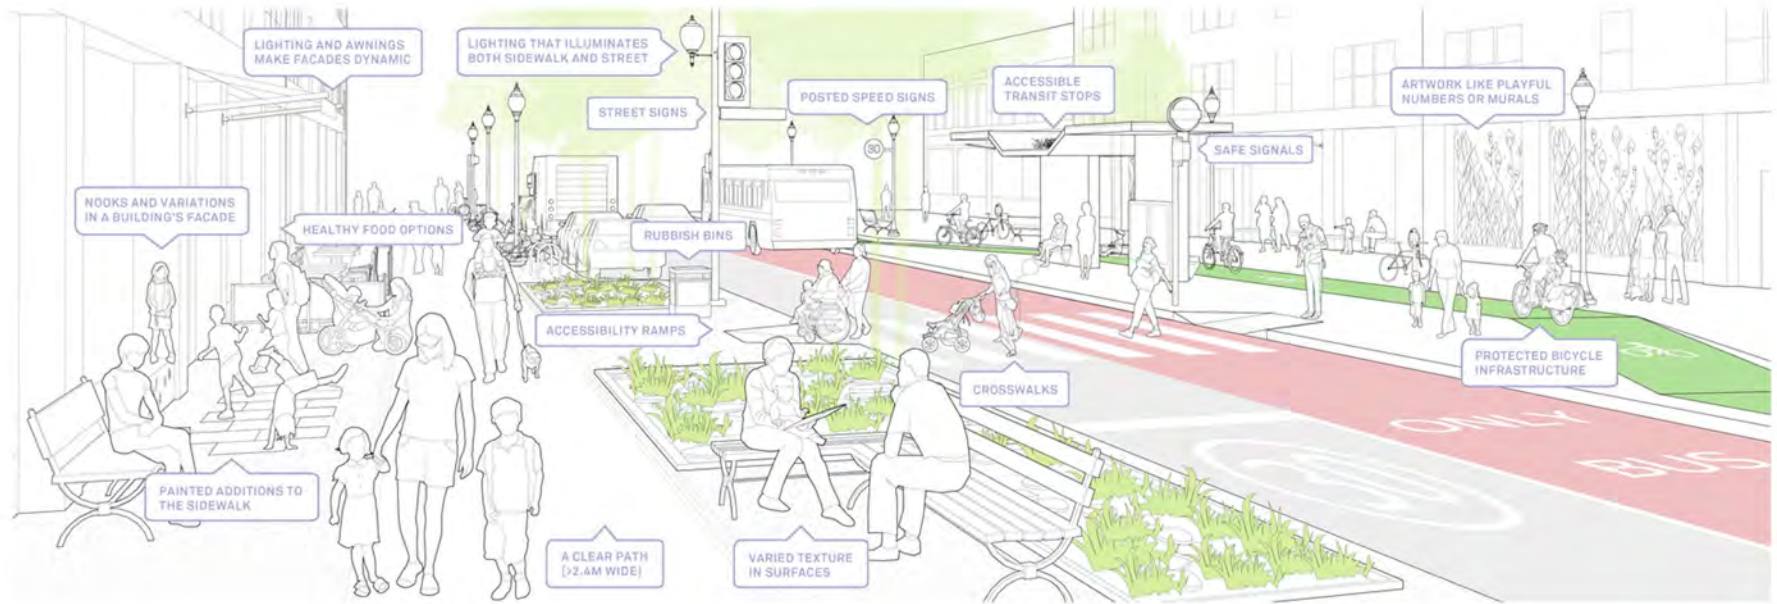 LIGHTING AND AWNINGS
MAKE FACADES DYNAMIC
LIGHTING THAT ILLUMINATES
BOTH SIDEWALK AND STREET
STREET SIGNS
POSTED SPEED SIGNS
30
ACCESSIBLE
TRANSIT STOPS
SAFE SIGNALS
ARTWORK LIKE PLAYFUL
NUMBERS OR MURALS
NOOKS AND VARIATIONS
IN A BUILDING'S FACADE
HEALTHY FOOD OPTIONS
RUBBISH BINS
ACCESSIBILITY RAMPS
CROSSWALKS
PROTECTED BICYCLE
INFRASTRUCTURE
ONLY
BUS
PAINTED ADDITIONS TO
THE SIDEWALK
A CLEAR PATH
(>2.4M WIDE)
VARIED TEXTURE
IN SURFACES